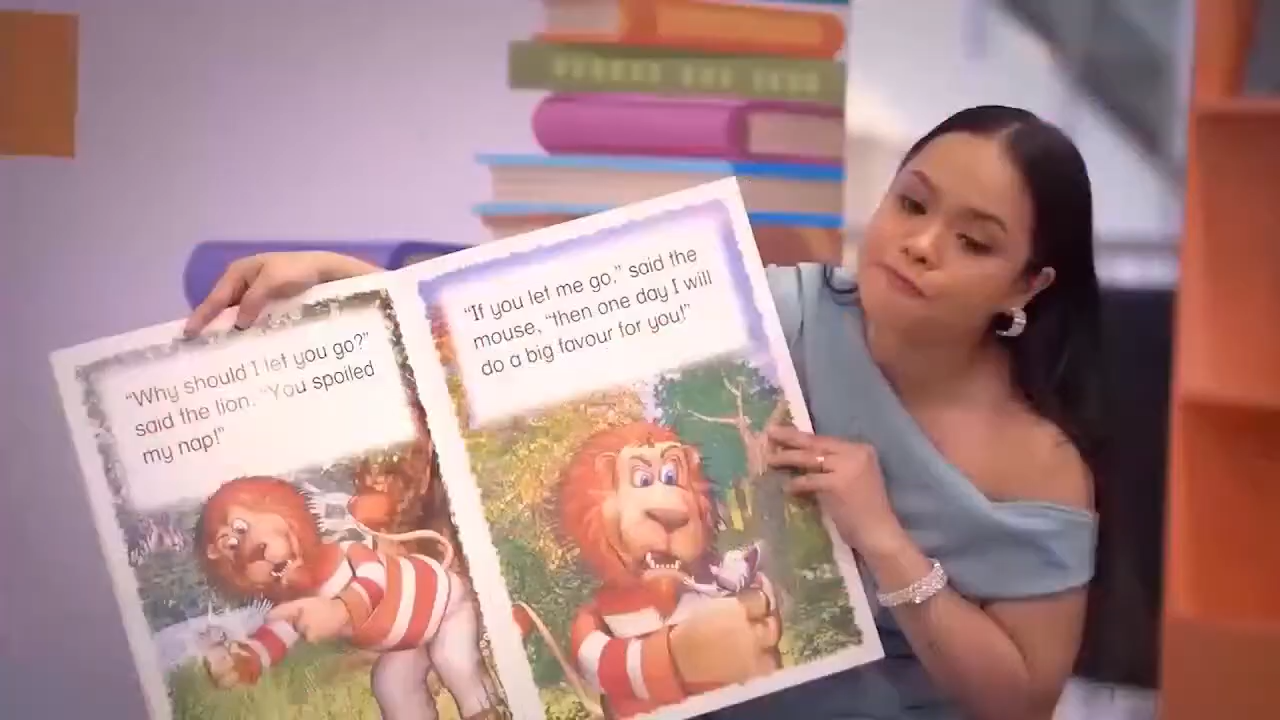 “Why should I let you go?”
said the lion. “You spoiled
my nap!”
“If you let me go,” said the
mouse, “then one day I will
do a big favour for you!”